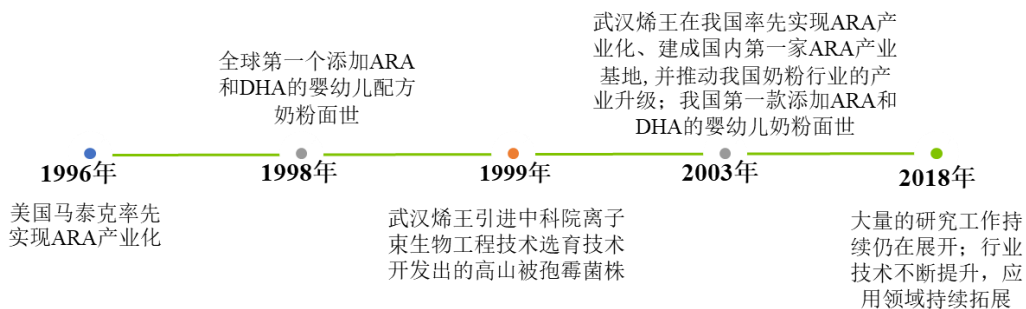 全球第一个添加ARA
和DHA的婴幼儿配方
奶粉面世
武汉烯王在我国率先实现ARA产
业化、建成国内第一家ARA产业
基地,并推动我国奶粉行业的产
业升级；我国第一款添加ARA和
DHA的婴幼儿奶粉面世
1996年
1998年
1999年
2003年
2018年
美国马泰克率先
实现ARA产业化
武汉烯王引进中科院离子
束生物工程技术选育技术
开发出的高山被孢霉菌株
大量的研究工作持
续仍在展开；行业
技术不断提升，应
用领域持续拓展